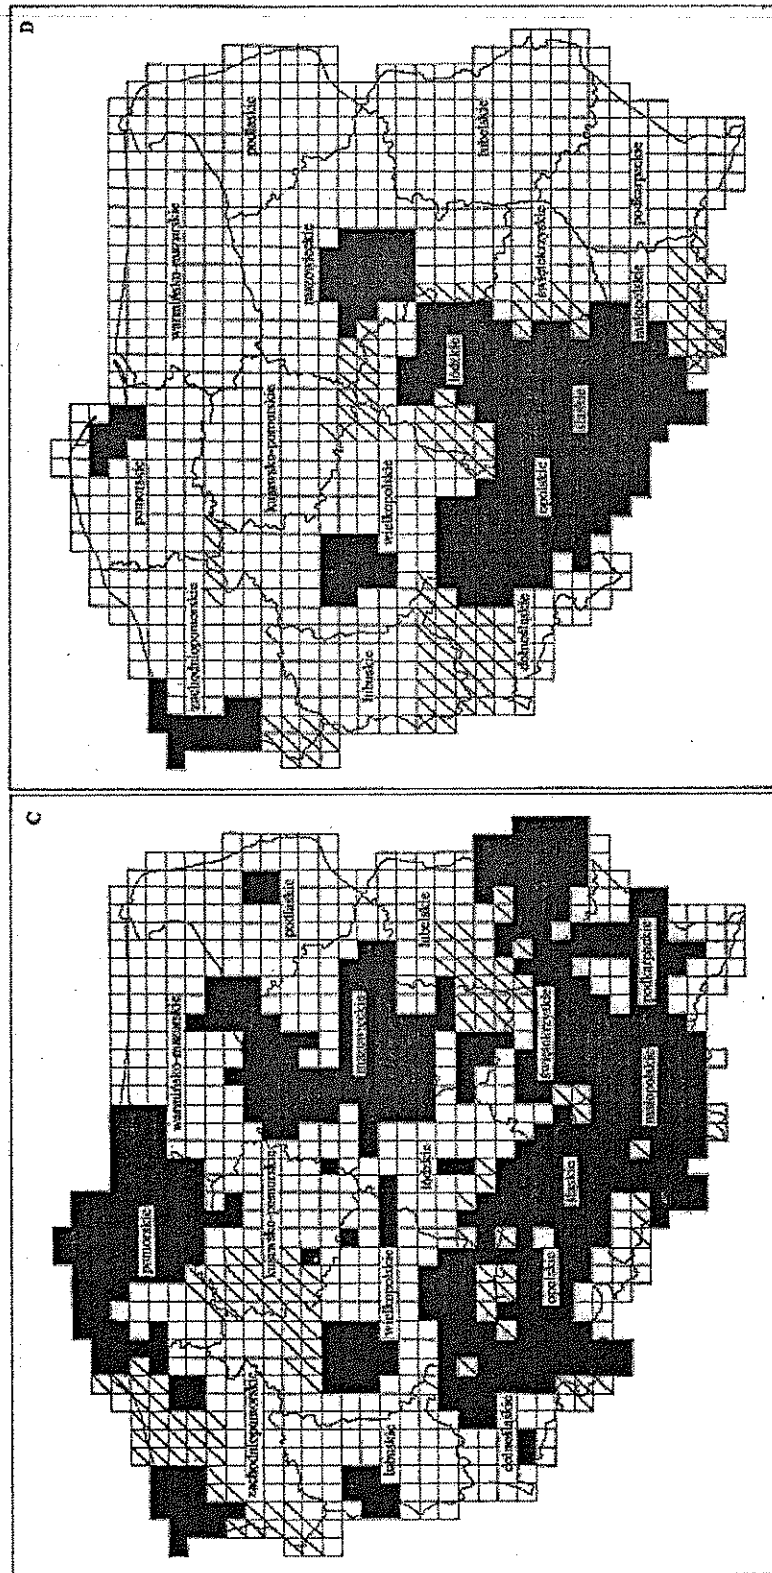 C
pomorskie
warmińsko-mazurskie
zachodniopomorskie
podlaskie
kujawsko-pomorskie
mazowieckie
wielkopolskie
lubuskie
łódzkie
lubelskie
dolnośląskie
świętokrzyskie
opolskie
śląskie
małopolskie
podkarpackie
D
pomorskie
warmińsko-mazurskie
zachodniopomorskie
podlaskie
kujawsko-pomorskie
mazowieckie
wielkopolskie
lubuskie
łódzkie
lubelskie
dolnośląskie
świętokrzyskie
opolskie
śląskie
małopolskie
podkarpackie